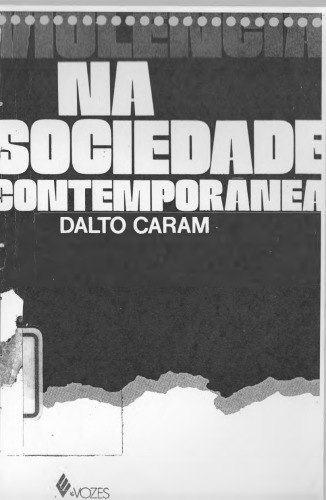 VIOLÊNCIA
NA
SOCIEDADE
CONTEMPORÂNEA
DALTO CARAM
VOZES